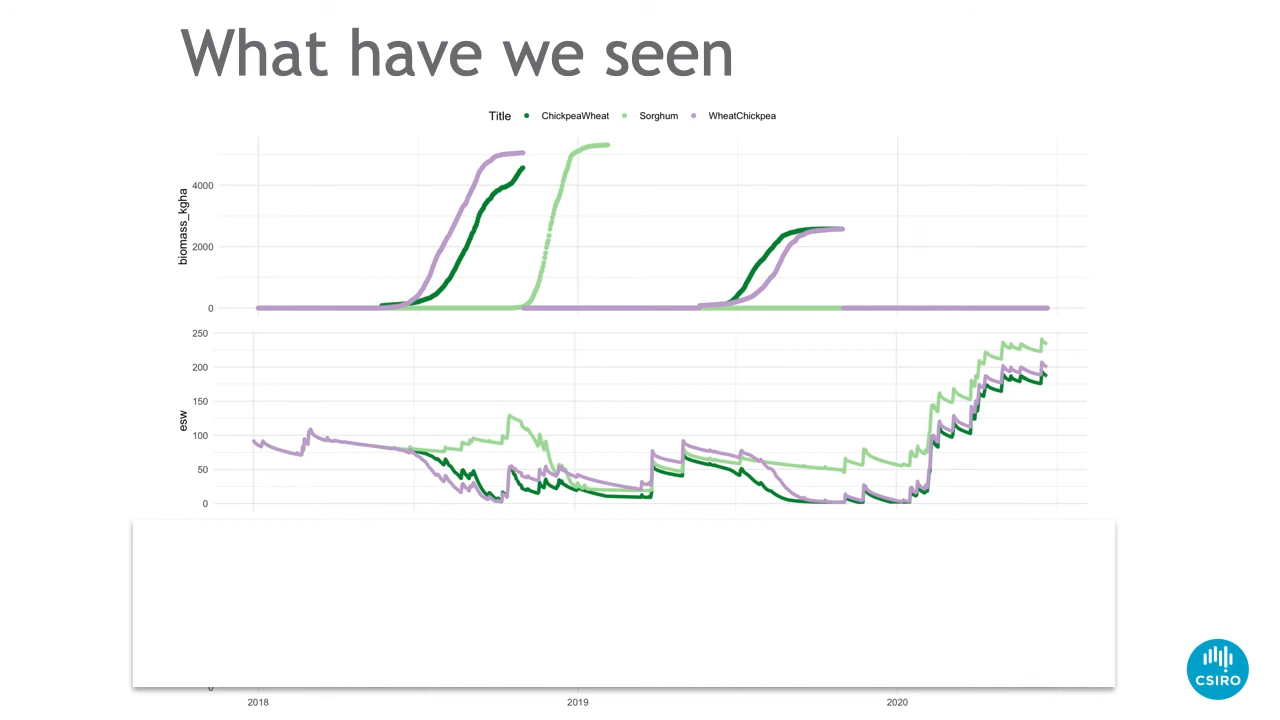 What have we seen
Title ChickpeaWheat Sorghum WheatChickpea
biomass_kgha
4000
2000
0
esw
250
200
150
100
50
0
0
2018 2019 2020
CSIRO